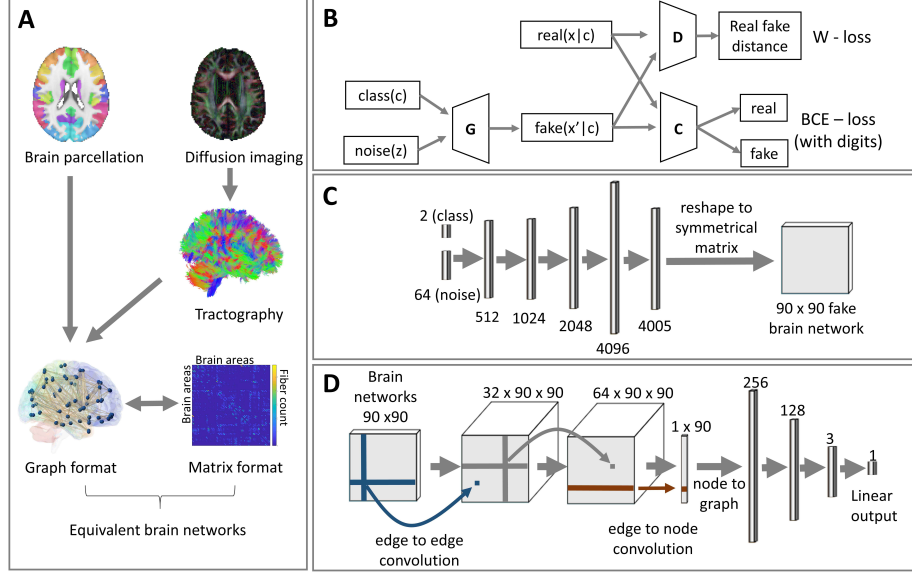 A
Brain parcellation
Diffusion imaging
Tractography
Brain areas
Brain areas
Fiber count
Graph format
Matrix format
Equivalent brain networks
B
real(x|c)
D
Real fake
distance
W - loss
class(c)
noise(z)
G
fake(x'|c)
C
real
fake
BCE – loss
(with digits)
C
2 (class)
64 (noise)
512
1024
2048
4096
4005
reshape to
symmetrical
matrix
90 x 90 fake
brain network
D
Brain
networks
90 x90
32 x 90 x 90
64 x 90 x 90
1 x 90
256
128
3
1
edge to edge
convolution
edge to node
convolution
node to
graph
Linear
output